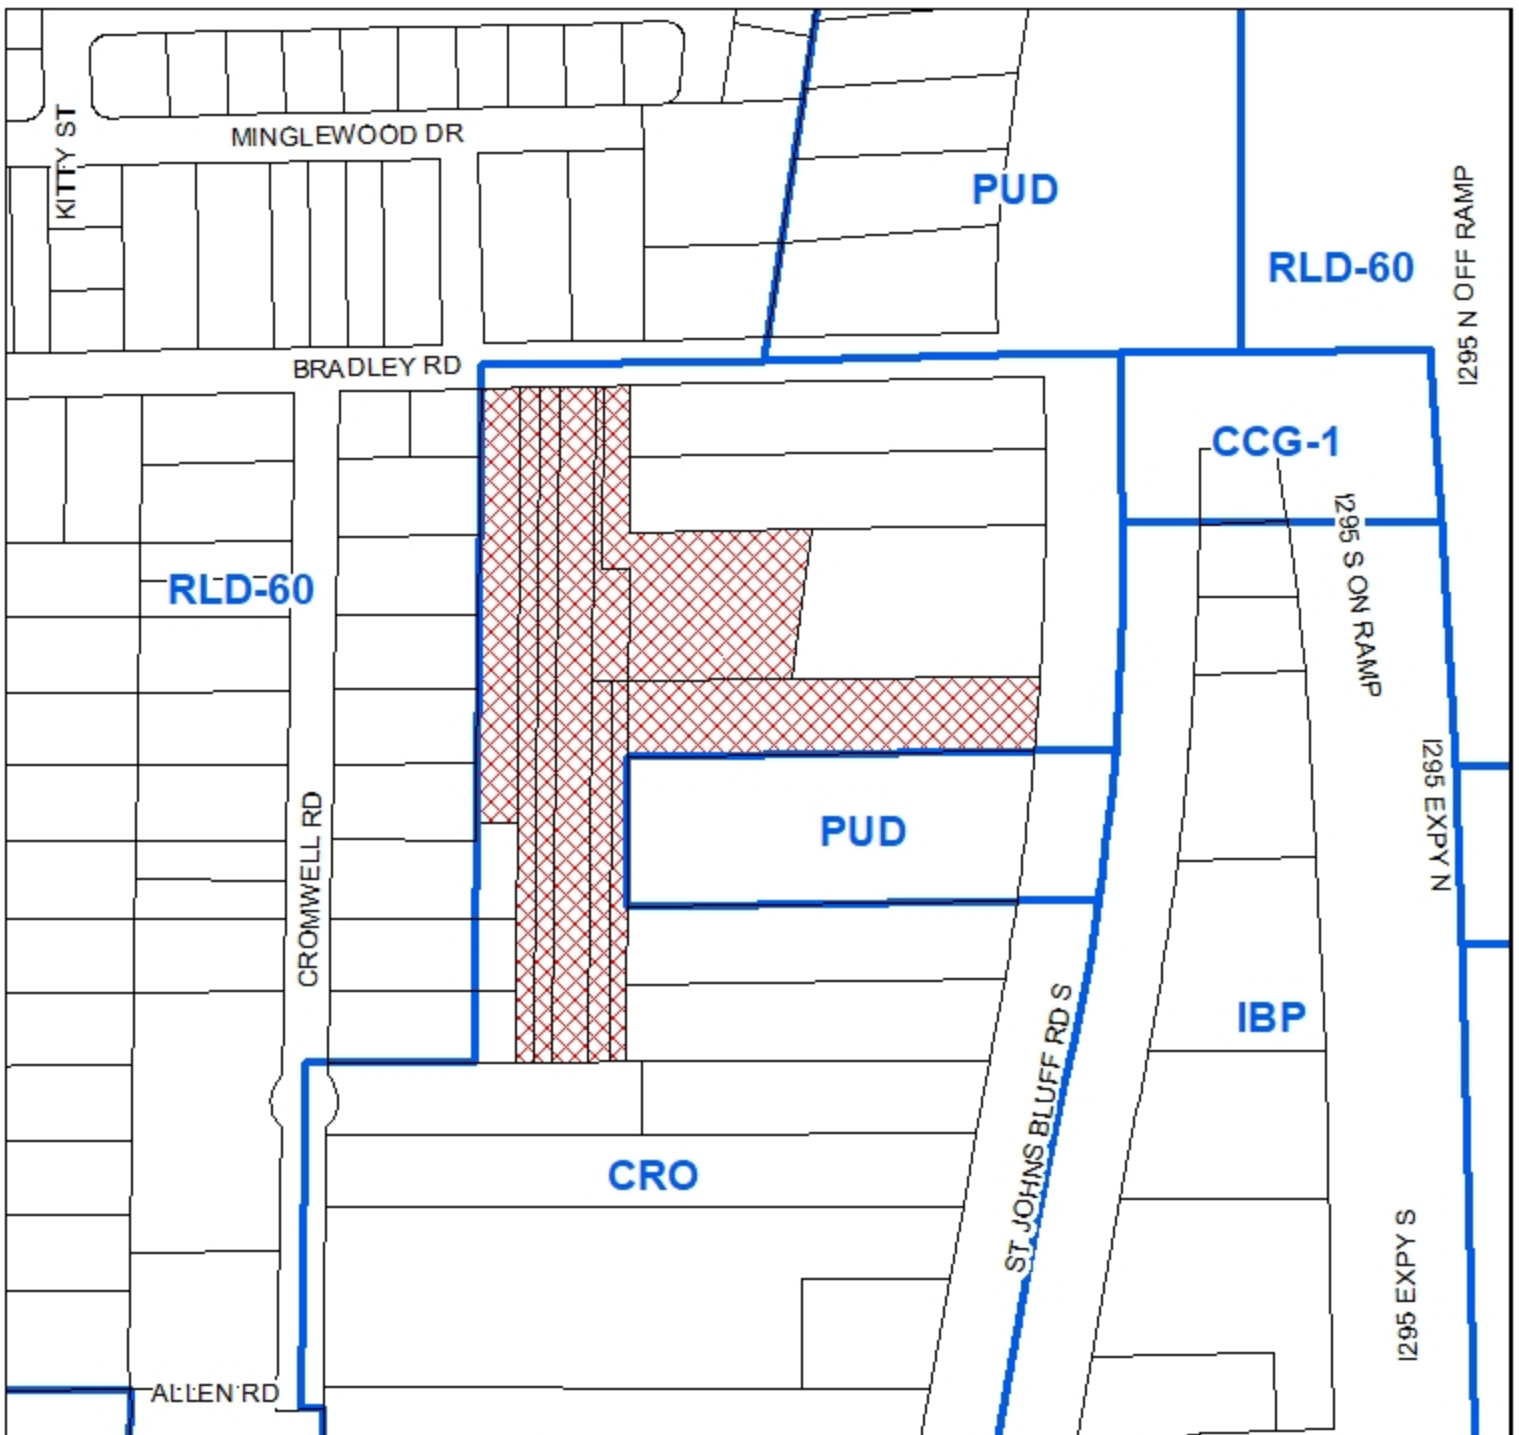 MINGLEWOOD DR
KITTY ST
PUD
RLD-60
I295 N OFF RAMP
BRADLEY RD
CCG-1
I295 S ON RAMP
RLD-60
I295 EXPY N
PUD
CROMWELL RD
IBP
ST JOHNS BLUFF RD S
CRO
I295 EXPY S
ALLEN RD